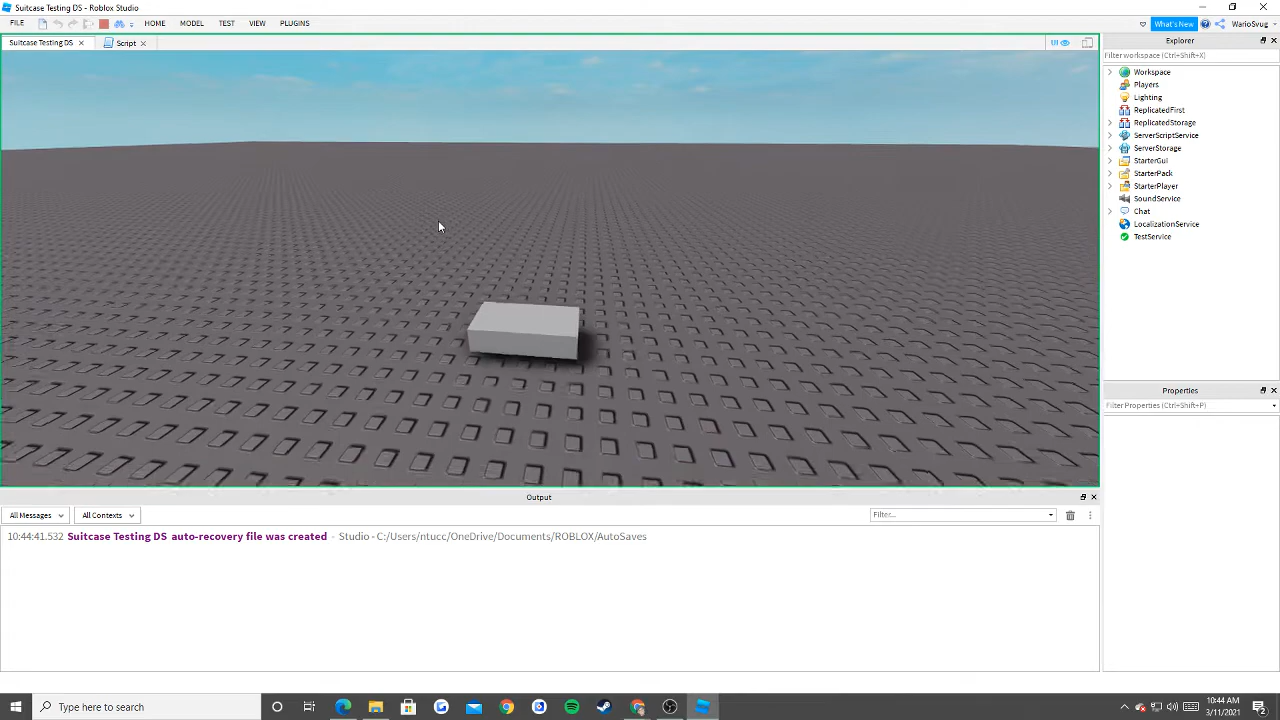 Suitcase Testing DS - Roblox Studio
FILE HOME MODEL TEST VIEW PLUGINS What's New WarioSvug
Suitcase Testing DS Script UI
Explorer
Filter workspace (Ctrl+Shift+X)
Workspace
Players
Lighting
ReplicatedFirst
ReplicatedStorage
ServerScriptService
ServerStorage
StarterGui
StarterPack
StarterPlayer
SoundService
Chat
LocalizationService
TestService
Properties
Filter Properties (Ctrl+Shift+P)
Output
All Messages All Contexts Filter...
10:44:41.532 Suitcase Testing DS auto-recovery file was created - Studio - C:/Users/ntucc/OneDrive/Documents/ROBLOX/AutoSaves
Type here to search
10:44 AM
3/11/2021